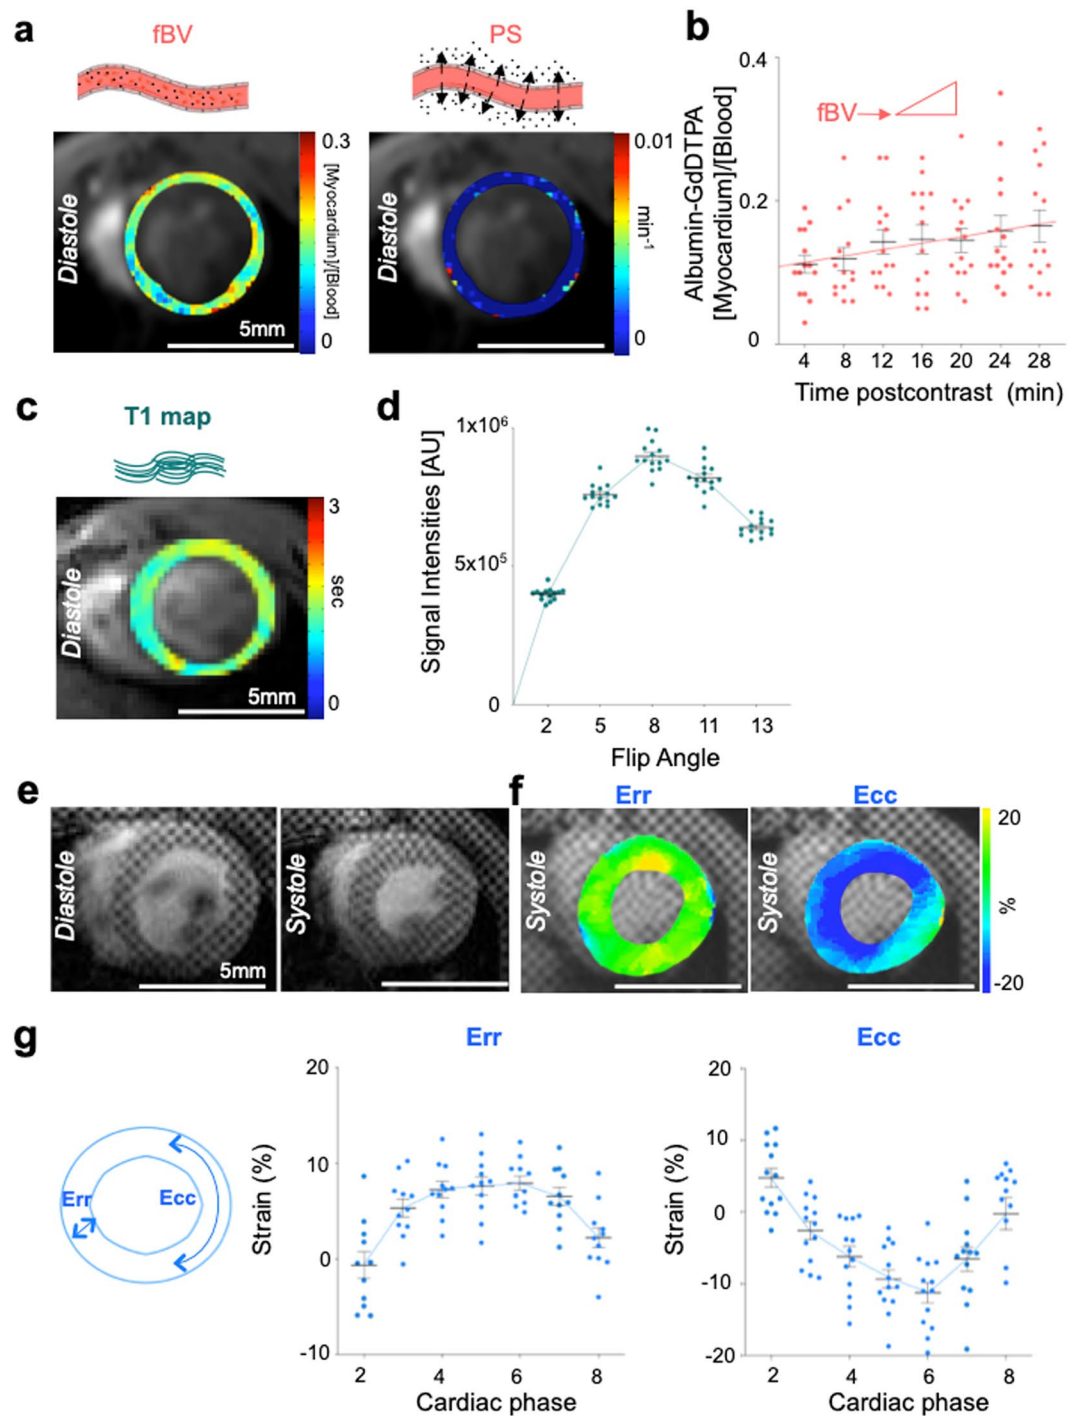 a
fBV
PS
Diastole
0.3
[Myocardium]/[Blood]
0
5mm
Diastole
0.01
min-1
0
b
0.4
0.2
0
Albumin-GdDTPA
[Myocardium]/[Blood]
fBV
4 8 12 16 20 24 28
Time postcontrast (min)
c
T1 map
Diastole
3
sec
0
5mm
d
Signal Intensities [AU]
1x10⁶
5x10⁵
0
2 5 8 11 13
Flip Angle
e
Diastole
5mm
Systole
f
Err
Ecc
Systole
Systole
20
%
-20
g
Err
Ecc
Err
Strain (%)
20
10
0
-10
2 4 6 8
Cardiac phase
Ecc
Strain (%)
20
10
0
-10
-20
2 4 6 8
Cardiac phase